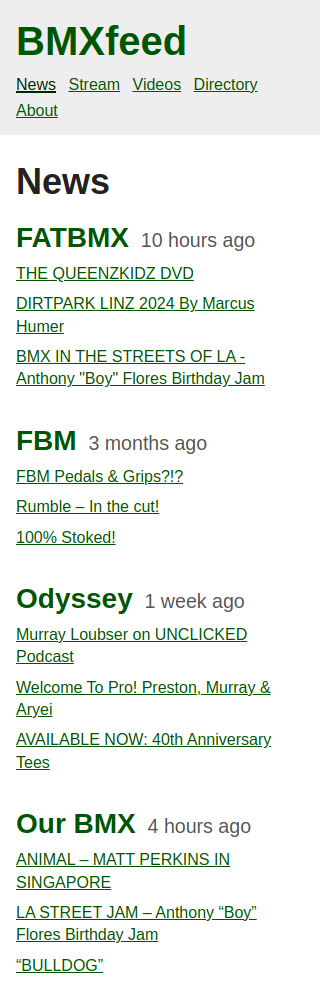 BMXfeed
News Stream Videos Directory
About
News
FATBMX 10 hours ago
THE QUEENZKIDZ DVD
DIRTPARK LINZ 2024 By Marcus
Humer
BMX IN THE STREETS OF LA -
Anthony "Boy" Flores Birthday Jam
FBM 3 months ago
FBM Pedals & Grips?!?
Rumble – In the cut!
100% Stoked!
Odyssey 1 week ago
Murray Loubser on UNCLICKED
Podcast
Welcome To Pro! Preston, Murray &
Aryei
AVAILABLE NOW: 40th Anniversary
Tees
Our BMX 4 hours ago
ANIMAL – MATT PERKINS IN
SINGAPORE
LA STREET JAM – Anthony “Boy”
Flores Birthday Jam
“BULLDOG”